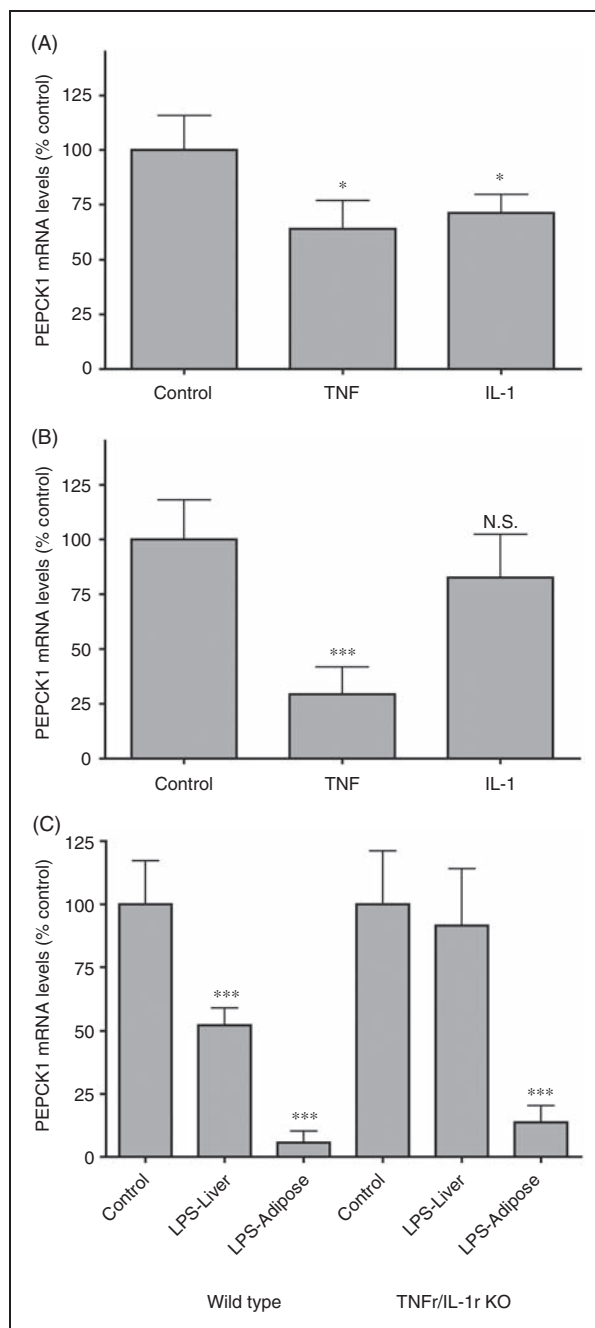 (A)
PEPCK1 mRNA levels (% control)
125
100
75
50
25
0
*
*
Control
TNF
IL-1
(B)
PEPCK1 mRNA levels (% control)
125
100
75
50
25
0
***
N.S.
Control
TNF
IL-1
(C)
PEPCK1 mRNA levels (% control)
125
100
75
50
25
0
***
***
***
Control
LPS-Liver
LPS-Adipose
Control
LPS-Liver
LPS-Adipose
Wild type
TNFr/IL-1r KO